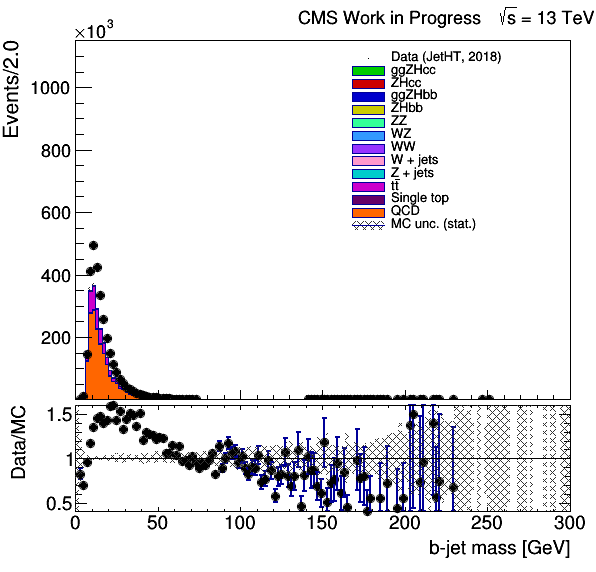 CMS Work in Progress √s = 13 TeV
×10³
Events/2.0
1000
800
600
400
200
Data (JetHT, 2018)
ggZHcc
ZHcc
ggZHbb
ZHbb
ZZ
WZ
WW
W + jets
Z + jets
tt̄
Single top
QCD
MC unc. (stat.)
Data/MC
1.5
1
0.5
0 50 100 150 200 250 300
b-jet mass [GeV]